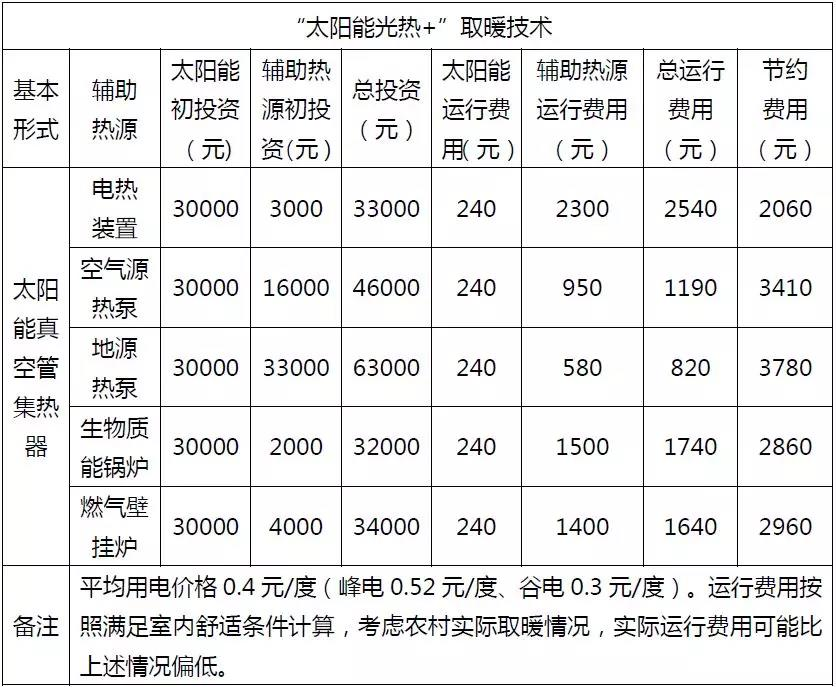 “太阳能光热+”取暖技术
基本形式 辅助热源 太阳能初投资（元) 辅助热源初投资(元） 总投资（元） 太阳能运行费用(元） 辅助热源运行费用（元） 总运行费用（元） 节约费用（元）
太阳能真空管集热器
电热装置 30000 3000 33000 240 2300 2540 2060
空气源热泵 30000 16000 46000 240 950 1190 3410
地源热泵 30000 33000 63000 240 580 820 3780
生物质能锅炉 30000 2000 32000 240 1500 1740 2860
燃气壁挂炉 30000 4000 34000 240 1400 1640 2960
备注
平均用电价格0.4元/度（峰电0.52元/度、谷电0.3元/度）。运行费用按
照满足室内舒适条件计算，考虑农村实际取暖情况，实际运行费用可能比
上述情况偏低。